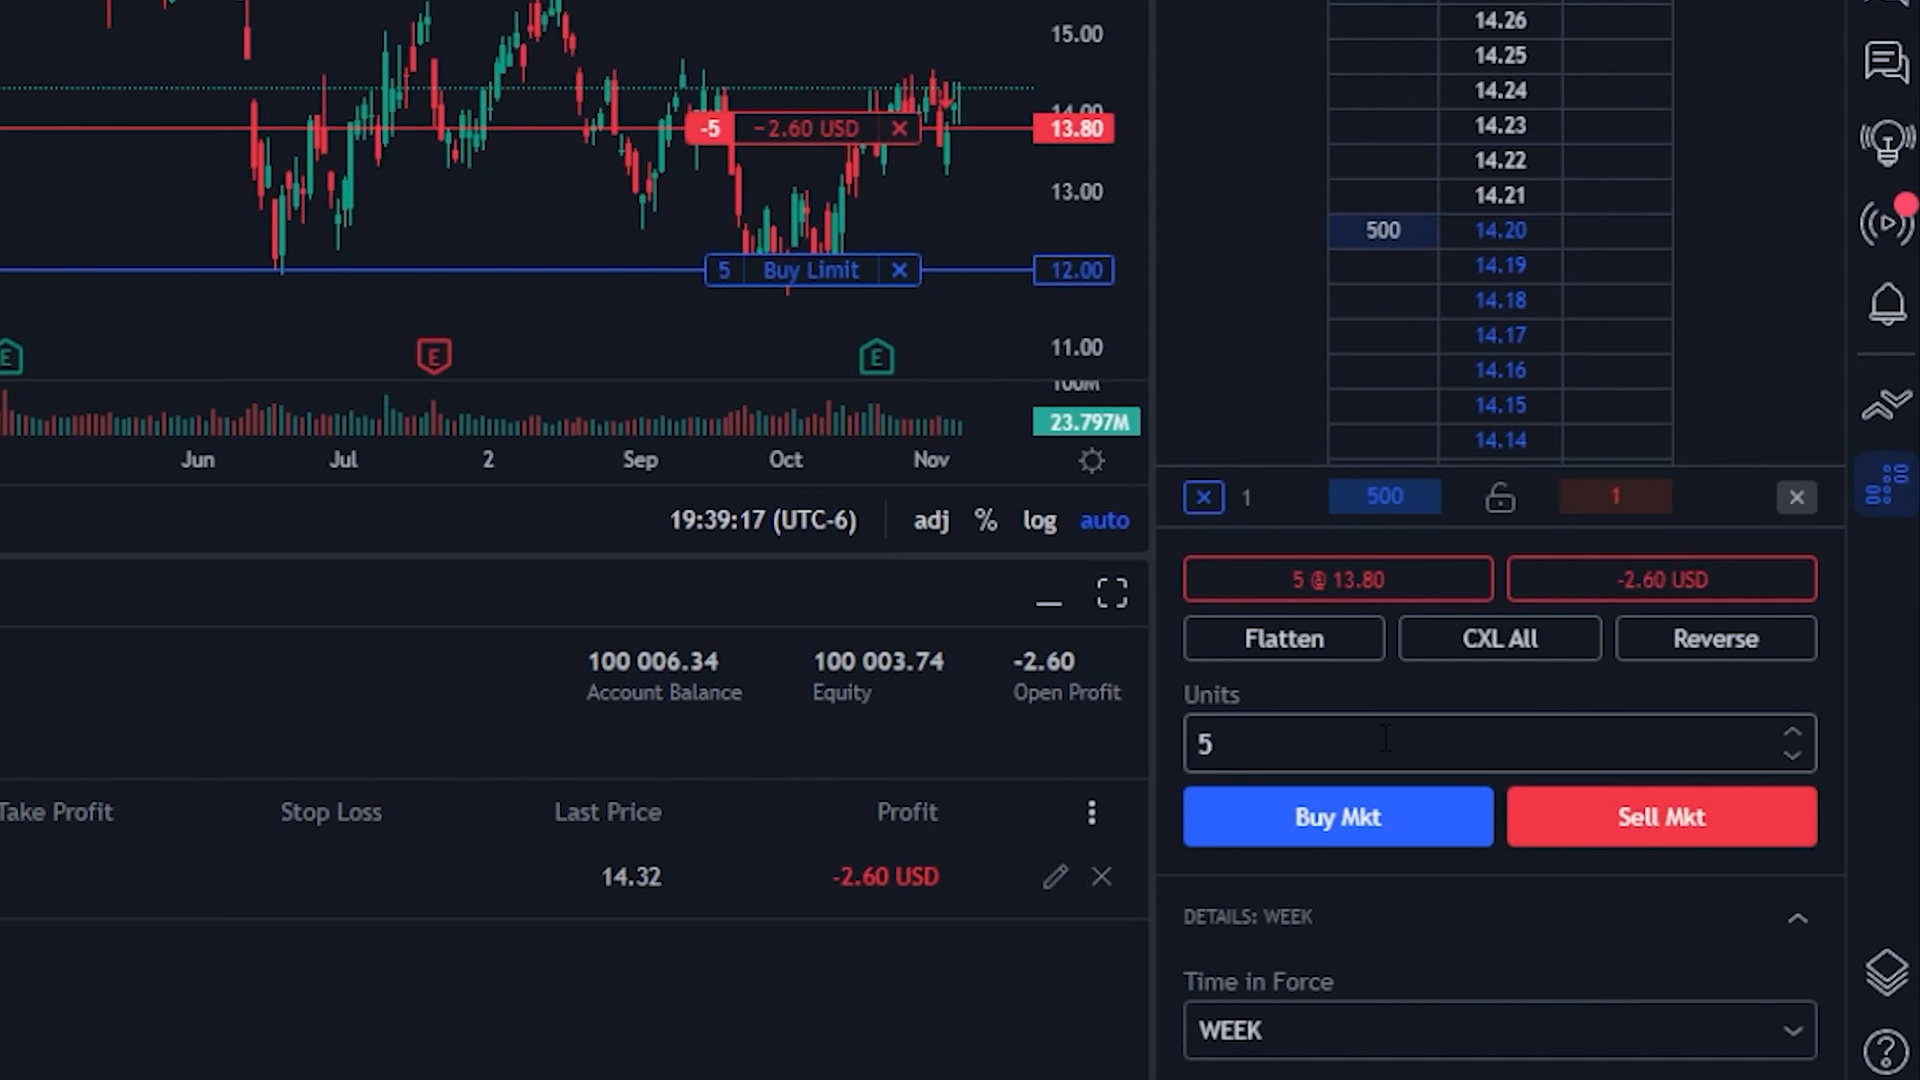 15.00
14.00
-5 −2.60 USD ×
13.80
13.00
5 Buy Limit ×
12.00
E
E
E
11.00
100M
23.797M
Jun
Jul
2
Sep
Oct
Nov
19:39:17 (UTC-6)
adj
%
log
auto
100 006.34
Account Balance
100 003.74
Equity
-2.60
Open Profit
Take Profit
Stop Loss
Last Price
Profit
14.32
-2.60 USD
14.26
14.25
14.24
14.23
14.22
14.21
500 14.20
14.19
14.18
14.17
14.16
14.15
14.14
1
500
1
5 @ 13.80
-2.60 USD
Flatten
CXL All
Reverse
Units
5
Buy Mkt
Sell Mkt
DETAILS: WEEK
Time in Force
WEEK